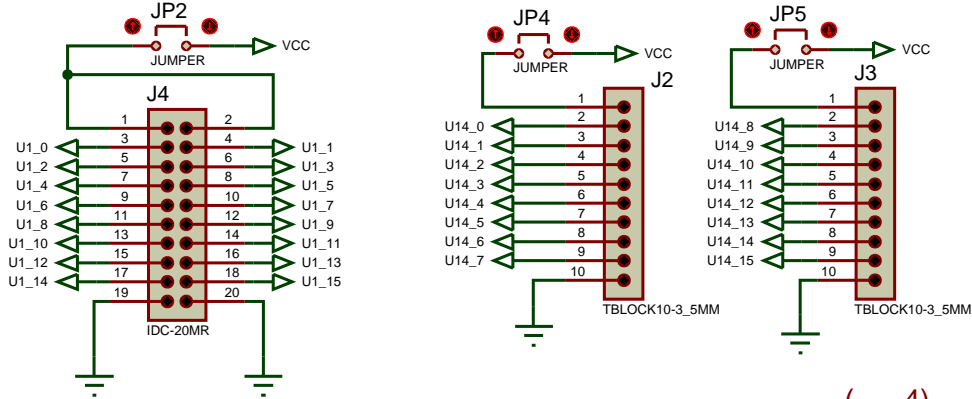 JP2
VCC
JUMPER
J4
1 2
3 4
U1_0 U1_1
5 6
U1_2 U1_3
7 8
U1_4 U1_5
9 10
U1_6 U1_7
11 12
U1_8 U1_9
13 14
U1_10 U1_11
15 16
U1_12 U1_13
17 18
U1_14 U1_15
19 20
IDC-20MR
JP4
VCC
JUMPER
J2
1
2
U14_0
3
U14_1
4
U14_2
5
U14_3
6
U14_4
7
U14_5
8
U14_6
9
U14_7
10
TBLOCK10-3_5MM
JP5
VCC
JUMPER
J3
1
2
U14_8
3
U14_9
4
U14_10
5
U14_11
6
U14_12
7
U14_13
8
U14_14
9
U14_15
10
TBLOCK10-3_5MM
( 4)